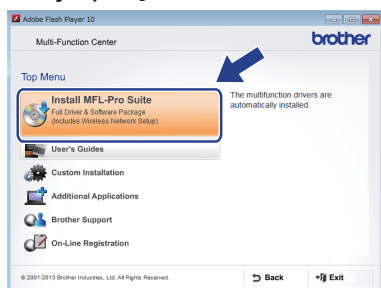 Adobe Flash Player 10
Multi-Function Center
brother
Top Menu
Install MFL-Pro Suite
Full Driver & Software Package
(Includes Wireless Network Setup)
The multifunction drivers are
automatically installed.
User's Guides
Custom Installation
Additional Applications
Brother Support
On-Line Registration
© 2001-2013 Brother Industries, Ltd. All Rights Reserved.
Back
Exit